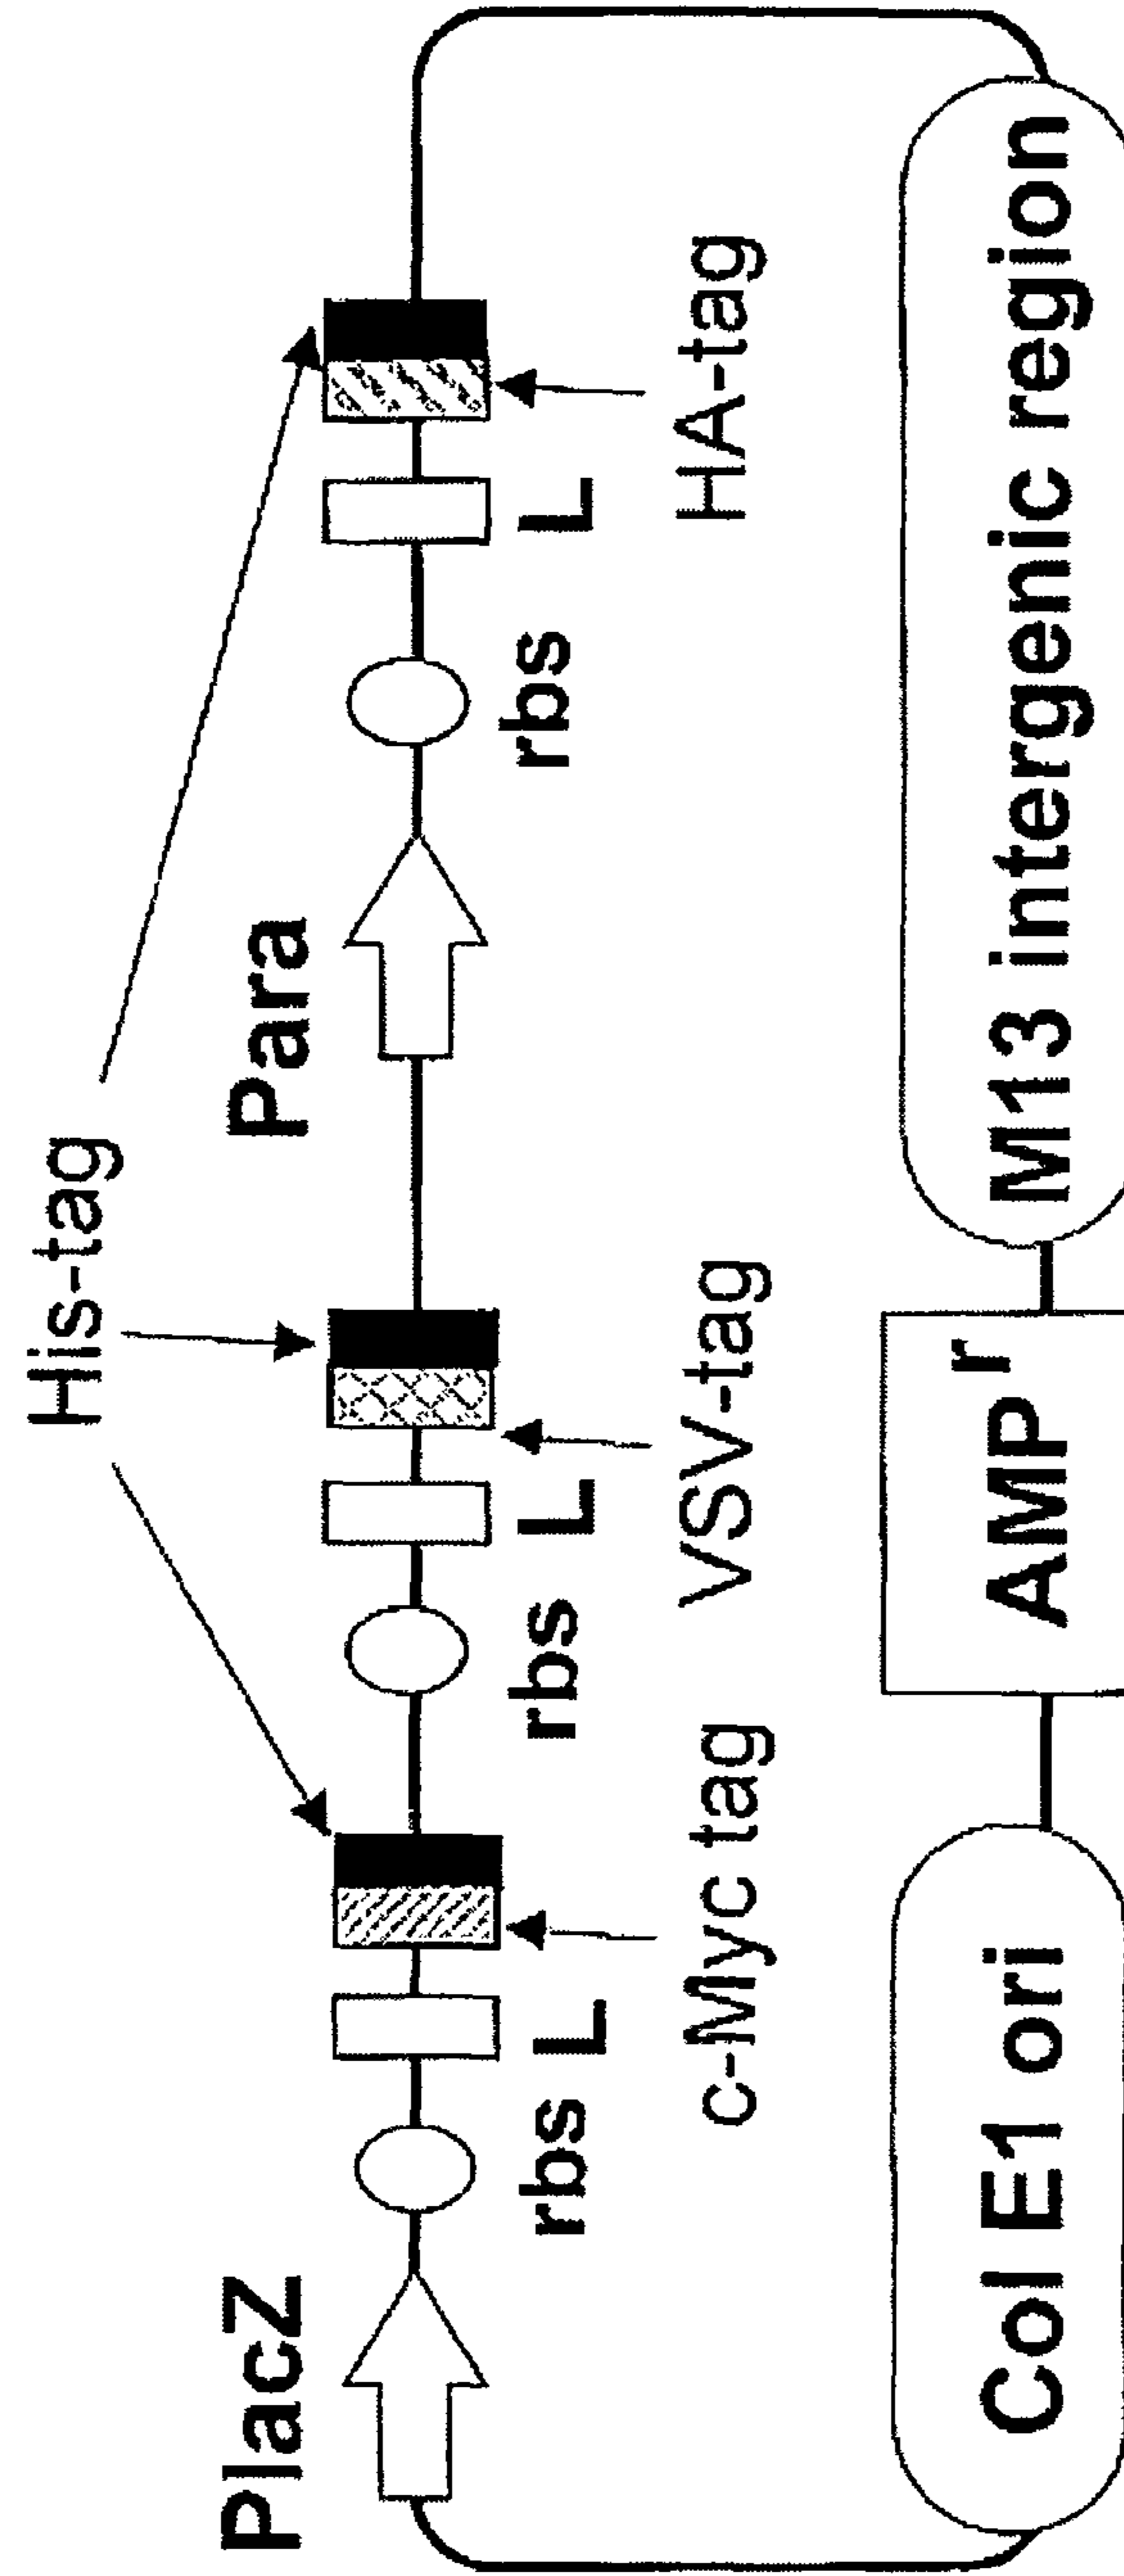 His-tag
PlacZ
Para
rbs
L
rbs
L
rbs
L
c-Myc tag
VSV-tag
HA-tag
Col E1 ori
AMP r
M13 intergenic region